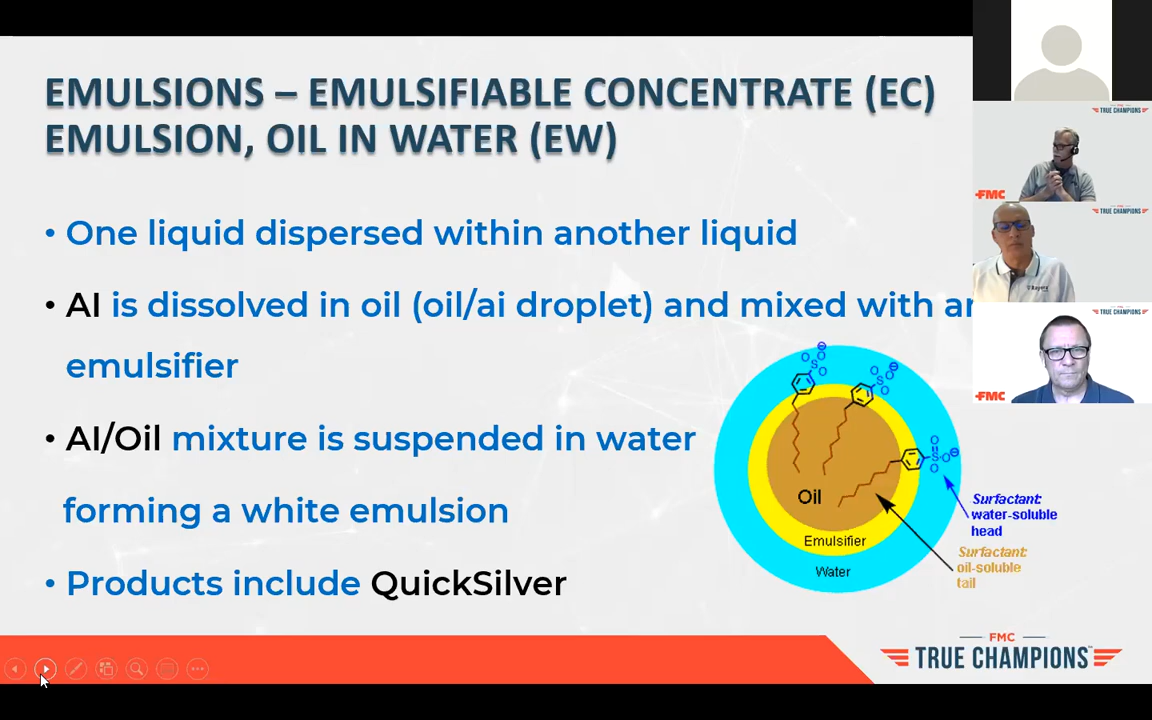 EMULSIONS – EMULSIFIABLE CONCENTRATE (EC)
EMULSION, OIL IN WATER (EW)
• One liquid dispersed within another liquid
• AI is dissolved in oil (oil/ai droplet) and mixed with
emulsifier
• AI/Oil mixture is suspended in water
forming a white emulsion
• Products include QuickSilver
S
O
O
O
⊖
S
O
O
O
⊖
O
S
O
O
⊖
Oil
Emulsifier
Water
Surfactant:
water-soluble
head
Surfactant:
oil-soluble
tail
FMC
TRUE CHAMPIONS
FMC
TRUE CHAMPIONS
FMC
TRUE CHAMPIONS
FMC
TRUE CHAMPIONS
FMC